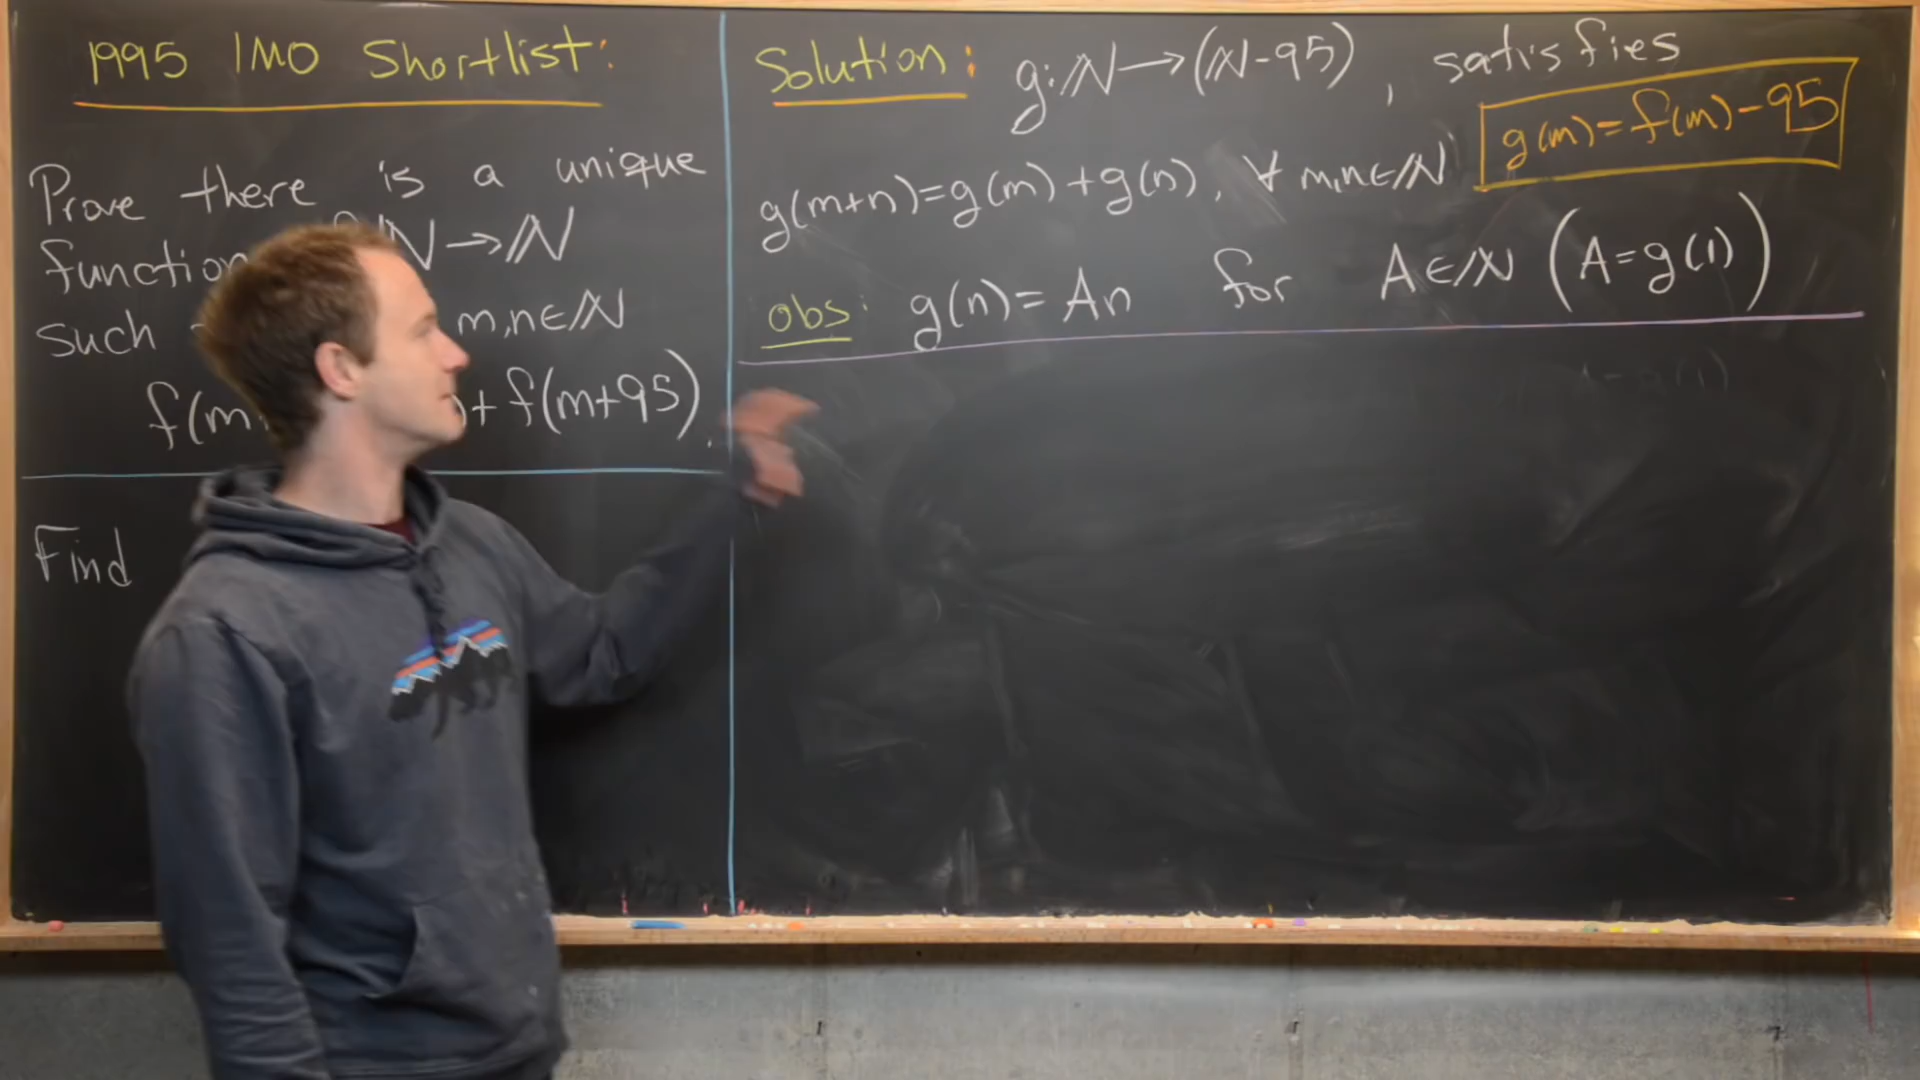 1995 IMO Shortlist:
Prove there is a unique
function ℕ→ℕ
such m,n∈ℕ
f(m + f(m+95).
Find
Solution: g:ℕ→(ℕ-95), satisfies
g(m)=f(m)-95
g(m+n)=g(m)+g(n), ∀ m,n∈ℕ
obs: g(n)=An for A∈ℕ (A=g(1))